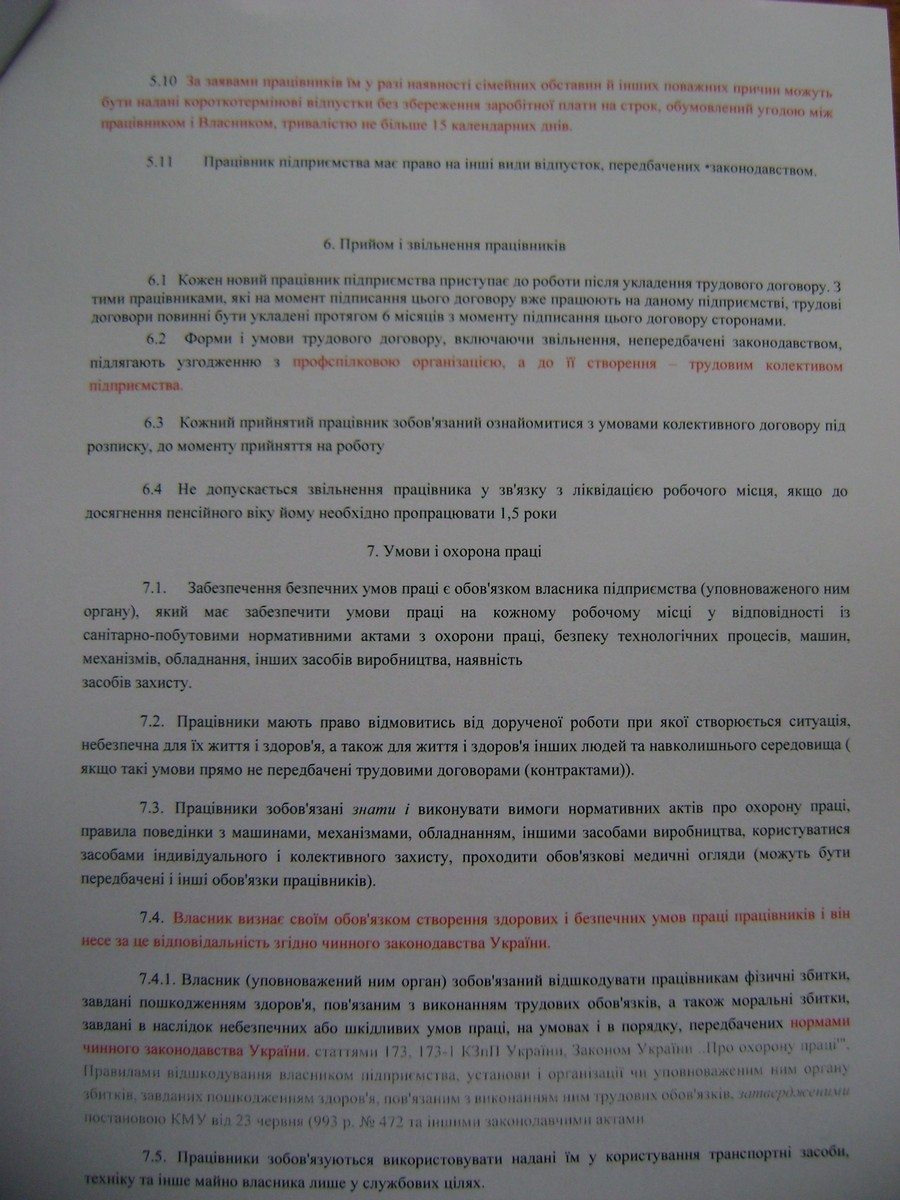 5.10 За заявами працівників їм у разі наявності сімейних обставин й інших поважних причин можуть
бути надані короткотермінові відпустки без збереження заробітної плати на строк, обумовлений угодою між
працівником і Власником, тривалістю не більше 15 календарних днів.
5.11 Працівник підприємства має право на інші види відпусток, передбачених •законодавством.
6. Прийом і звільнення працівників
6.1 Кожен новий працівник підприємства приступає до роботи після укладення трудового договору. З
тими працівниками, які на момент підписання цього договору вже працюють на даному підприємстві, трудові
договори повинні бути укладені протягом 6 місяців з моменту підписання цього договору сторонами.
6.2 Форми і умови трудового договору, включаючи звільнення, непередбачені законодавством,
підлягають узгодженню з профспілковою організацією, а до її створення – трудовим колективом
підприємства.
6.3 Кожний прийнятий працівник зобов'язаний ознайомитися з умовами колективного договору під
розписку, до моменту прийняття на роботу
6.4 Не допускається звільнення працівника у зв'язку з ліквідацією робочого місця, якщо до
досягнення пенсійного віку йому необхідно пропрацювати 1,5 роки
7. Умови і охорона праці
7.1. Забезпечення безпечних умов праці є обов'язком власника підприємства (уповноваженого ним
органу), який має забезпечити умови праці на кожному робочому місці у відповідності із
санітарно-побутовими нормативними актами з охорони праці, безпеку технологічних процесів, машин,
механізмів, обладнання, інших засобів виробництва, наявність
засобів захисту.
7.2. Працівники мають право відмовитись від дорученої роботи при якої створюється ситуація,
небезпечна для їх життя і здоров'я, а також для життя і здоров'я інших людей та навколишнього середовища (
якщо такі умови прямо не передбачені трудовими договорами (контрактами)).
7.3. Працівники зобов'язані знати і виконувати вимоги нормативних актів про охорону праці,
правила поведінки з машинами, механізмами, обладнанням, іншими засобами виробництва, користуватися
засобами індивідуального і колективного захисту, проходити обов'язкові медичні огляди (можуть бути
передбачені і інші обов'язки працівників).
7.4. Власник визнає своїм обов'язком створення здорових і безпечних умов праці працівників і він
несе за це відповідальність згідно чинного законодавства України.
7.4.1. Власник (уповноважений ним орган) зобов'язаний відшкодувати працівникам фізичні збитки,
завдані пошкодженням здоров'я, пов'язаним з виконанням трудових обов'язків, а також моральні збитки,
завдані в наслідок небезпечних або шкідливих умов праці, на умовах і в порядку, передбачених нормами
чинного законодавства України. статтями 173, 173-1 КЗпП України, Законом України ,,Про охорону праці'",
Правилами відшкодування власником підприємства, установи і організації чи уповноваженим ним органу
збитків, завданих пошкодженням здоров'я, пов'язаним з виконанням ним трудових обов'язків, затвердженими
постановою КМУ від 23 червня (993 р. № 472 та іншими законодавчими актами
7.5. Працівники зобов'язуються використовувати надані їм у користування транспортні засоби,
техніку та інше майно власника лише у службових цілях.